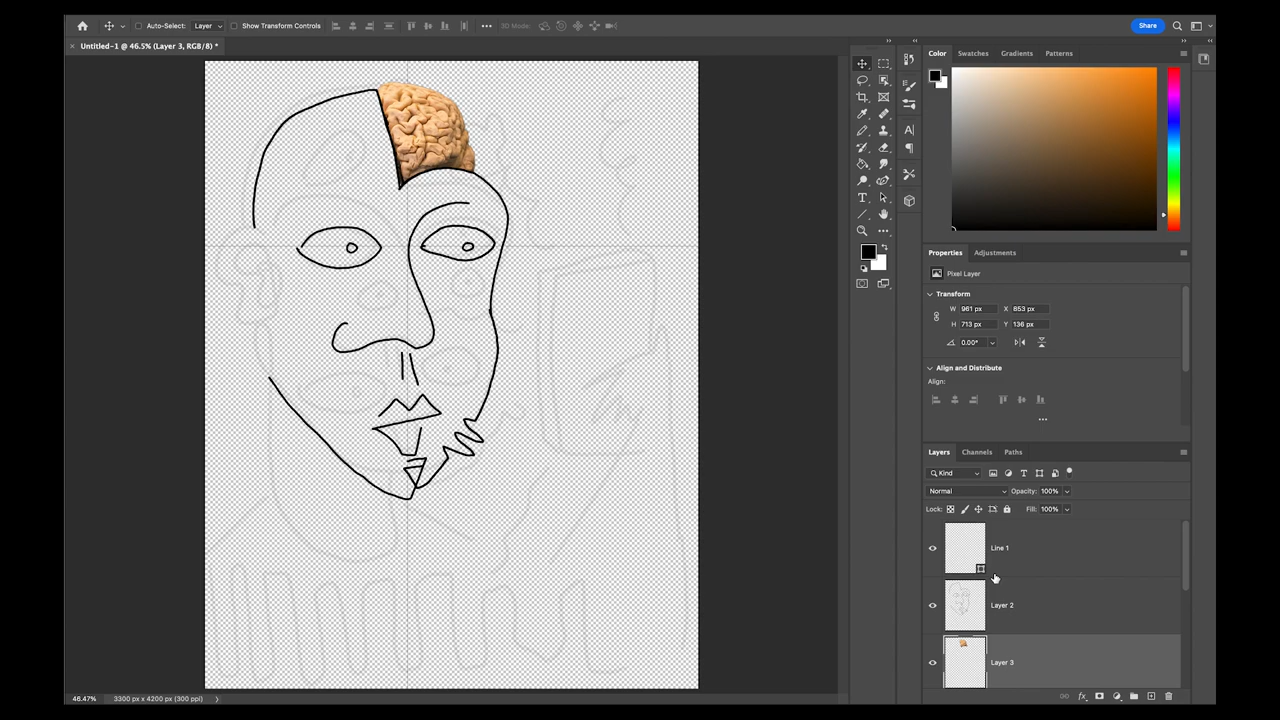 Auto-Select: Layer Show Transform Controls ••• 3D Mode: Share
× Untitled-1 @ 46.5% (Layer 3, RGB/8) *
Color Swatches Gradients Patterns
Properties Adjustments
Pixel Layer
Transform
W 961 px X 853 px
H 713 px Y 136 px
0.00°
Align and Distribute
Align:
•••
Layers Channels Paths
Kind
Normal Opacity: 100%
Lock: Fill: 100%
Line 1
Layer 2
Layer 3
fx
48.47% 3300 px x 4200 px (300 ppi) >